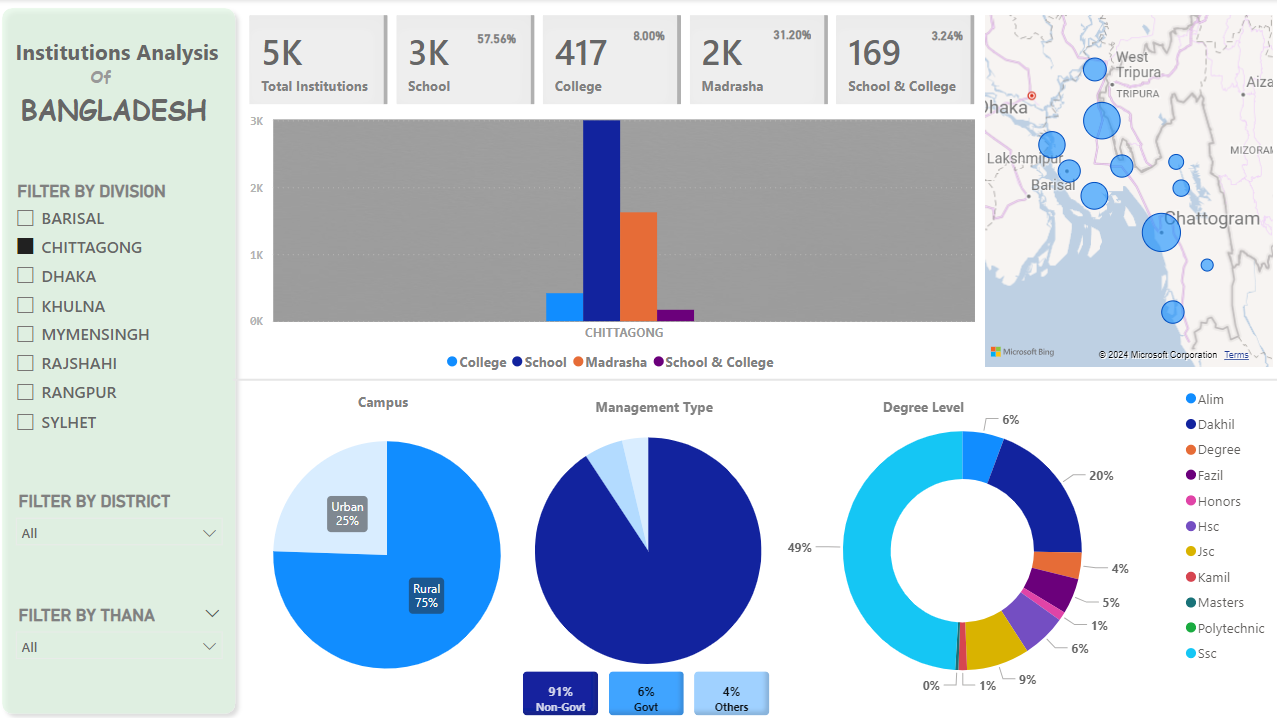 Institutions Analysis
Of
BANGLADESH
FILTER BY DIVISION
BARISAL
CHITTAGONG
DHAKA
KHULNA
MYMENSINGH
RAJSHAHI
RANGPUR
SYLHET
FILTER BY DISTRICT
All
FILTER BY THANA
All
5K
Total Institutions
3K
57.56%
School
417
8.00%
College
2K
31.20%
Madrasha
169
3.24%
School & College
3K
2K
1K
0K
CHITTAGONG
College School Madrasha School & College
West
Tripura
TRIPURA
Aiza
Dhaka
MIZORAM
Lakshmipur
Barisal
Chattogram
Microsoft Bing
© 2024 Microsoft Corporation Terms
Campus
Urban
25%
Rural
75%
Management Type
91%
Non-Govt
6%
Govt
4%
Others
Degree Level
6%
20%
49%
4%
5%
1%
6%
9%
1%
0%
Alim
Dakhil
Degree
Fazil
Honors
Hsc
Jsc
Kamil
Masters
Polytechnic
Ssc